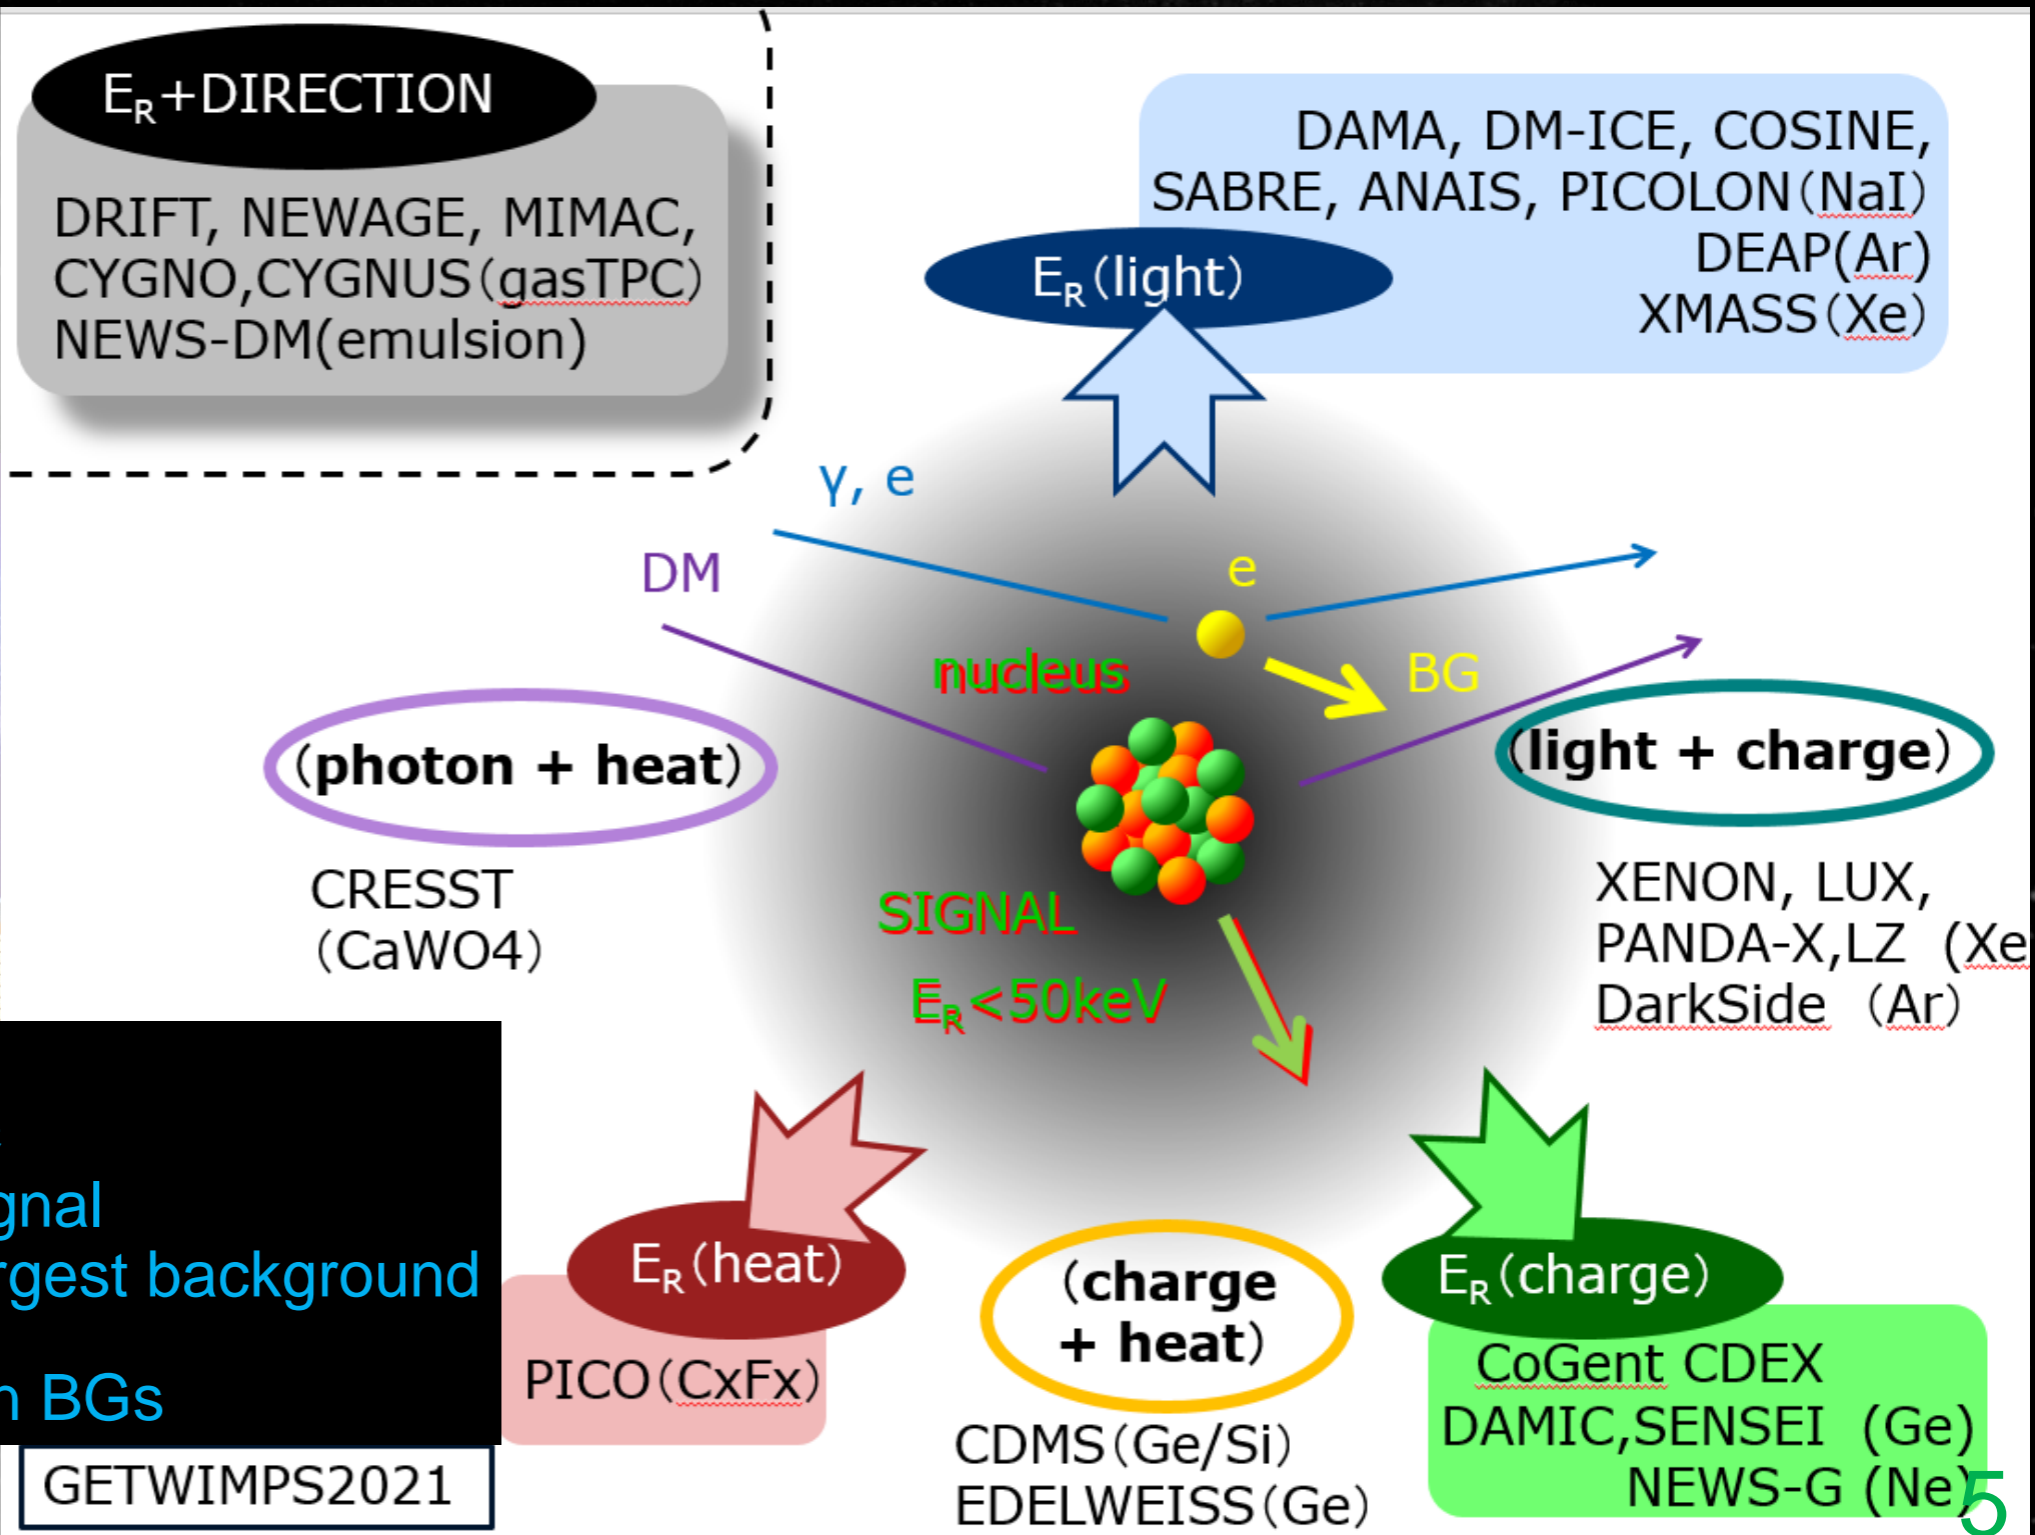 E_R+DIRECTION
DRIFT, NEWAGE, MIMAC,
CYGNO,CYGNUS(gasTPC)
NEWS-DM(emulsion)
DAMA, DM-ICE, COSINE,
SABRE, ANAIS, PICOLON(NaI)
DEAP(Ar)
XMASS(Xe)
E_R(light)
γ, e
DM
e
nucleus
BG
(photon + heat)
CRESST
(CaWO4)
(light + charge)
XENON, LUX,
PANDA-X,LZ (Xe
DarkSide (Ar)
SIGNAL
E_R<50keV
gnal
rgest background
n BGs
E_R(heat)
PICO(CxFx)
(charge
+ heat)
CDMS(Ge/Si)
EDELWEISS(Ge)
E_R(charge)
CoGent CDEX
DAMIC,SENSEI (Ge)
NEWS-G (Ne)
GETWIMPS2021
5